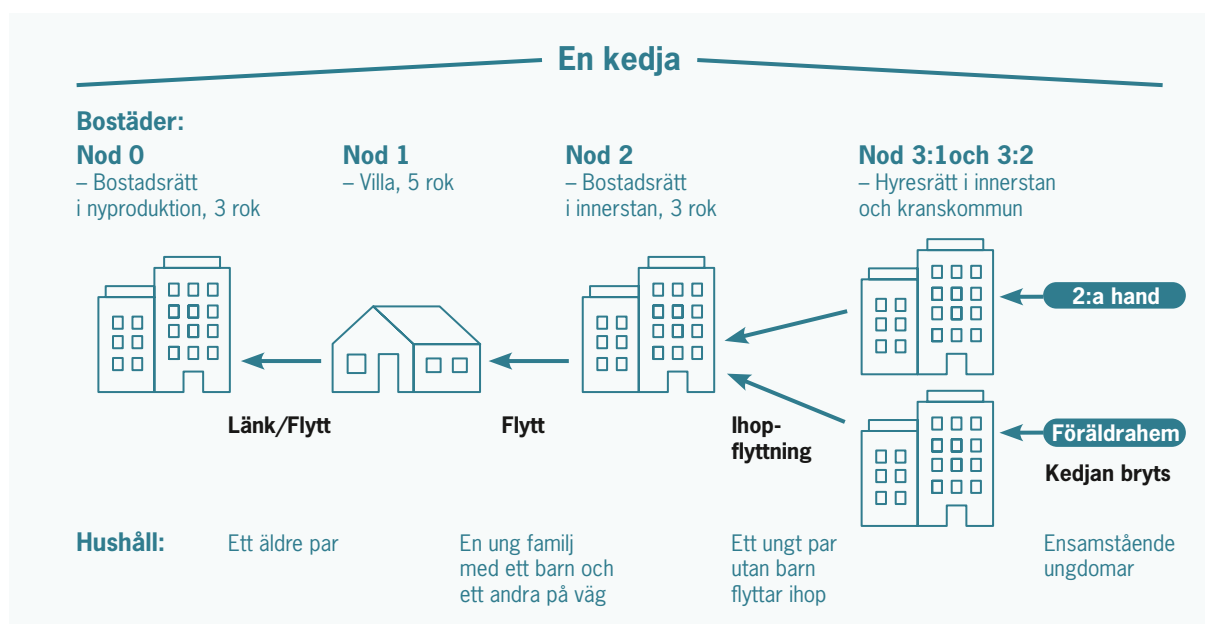 En kedja
Bostäder:
Nod 0
– Bostadsrätt
i nyproduktion, 3 rok
Nod 1
– Villa, 5 rok
Nod 2
– Bostadsrätt
i innerstan, 3 rok
Nod 3:1och 3:2
– Hyresrätt i innerstan
och kranskommun
2:a hand
Länk/Flytt
Flytt
Ihop-
flyttning
Föräldrahem
Kedjan bryts
Hushåll:
Ett äldre par
En ung familj
med ett barn och
ett andra på väg
Ett ungt par
utan barn
flyttar ihop
Ensamstående
ungdomar